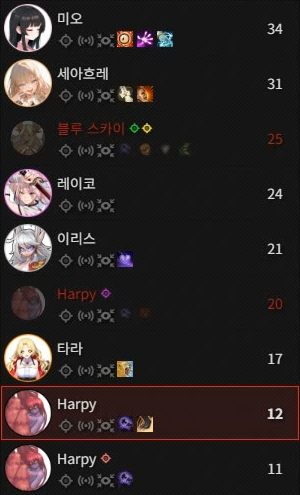 미오 34
세아흐레 31
블루 스카이 25
레이코 24
이리스 21
Harpy 20
타라 17
Harpy 12
Harpy 11